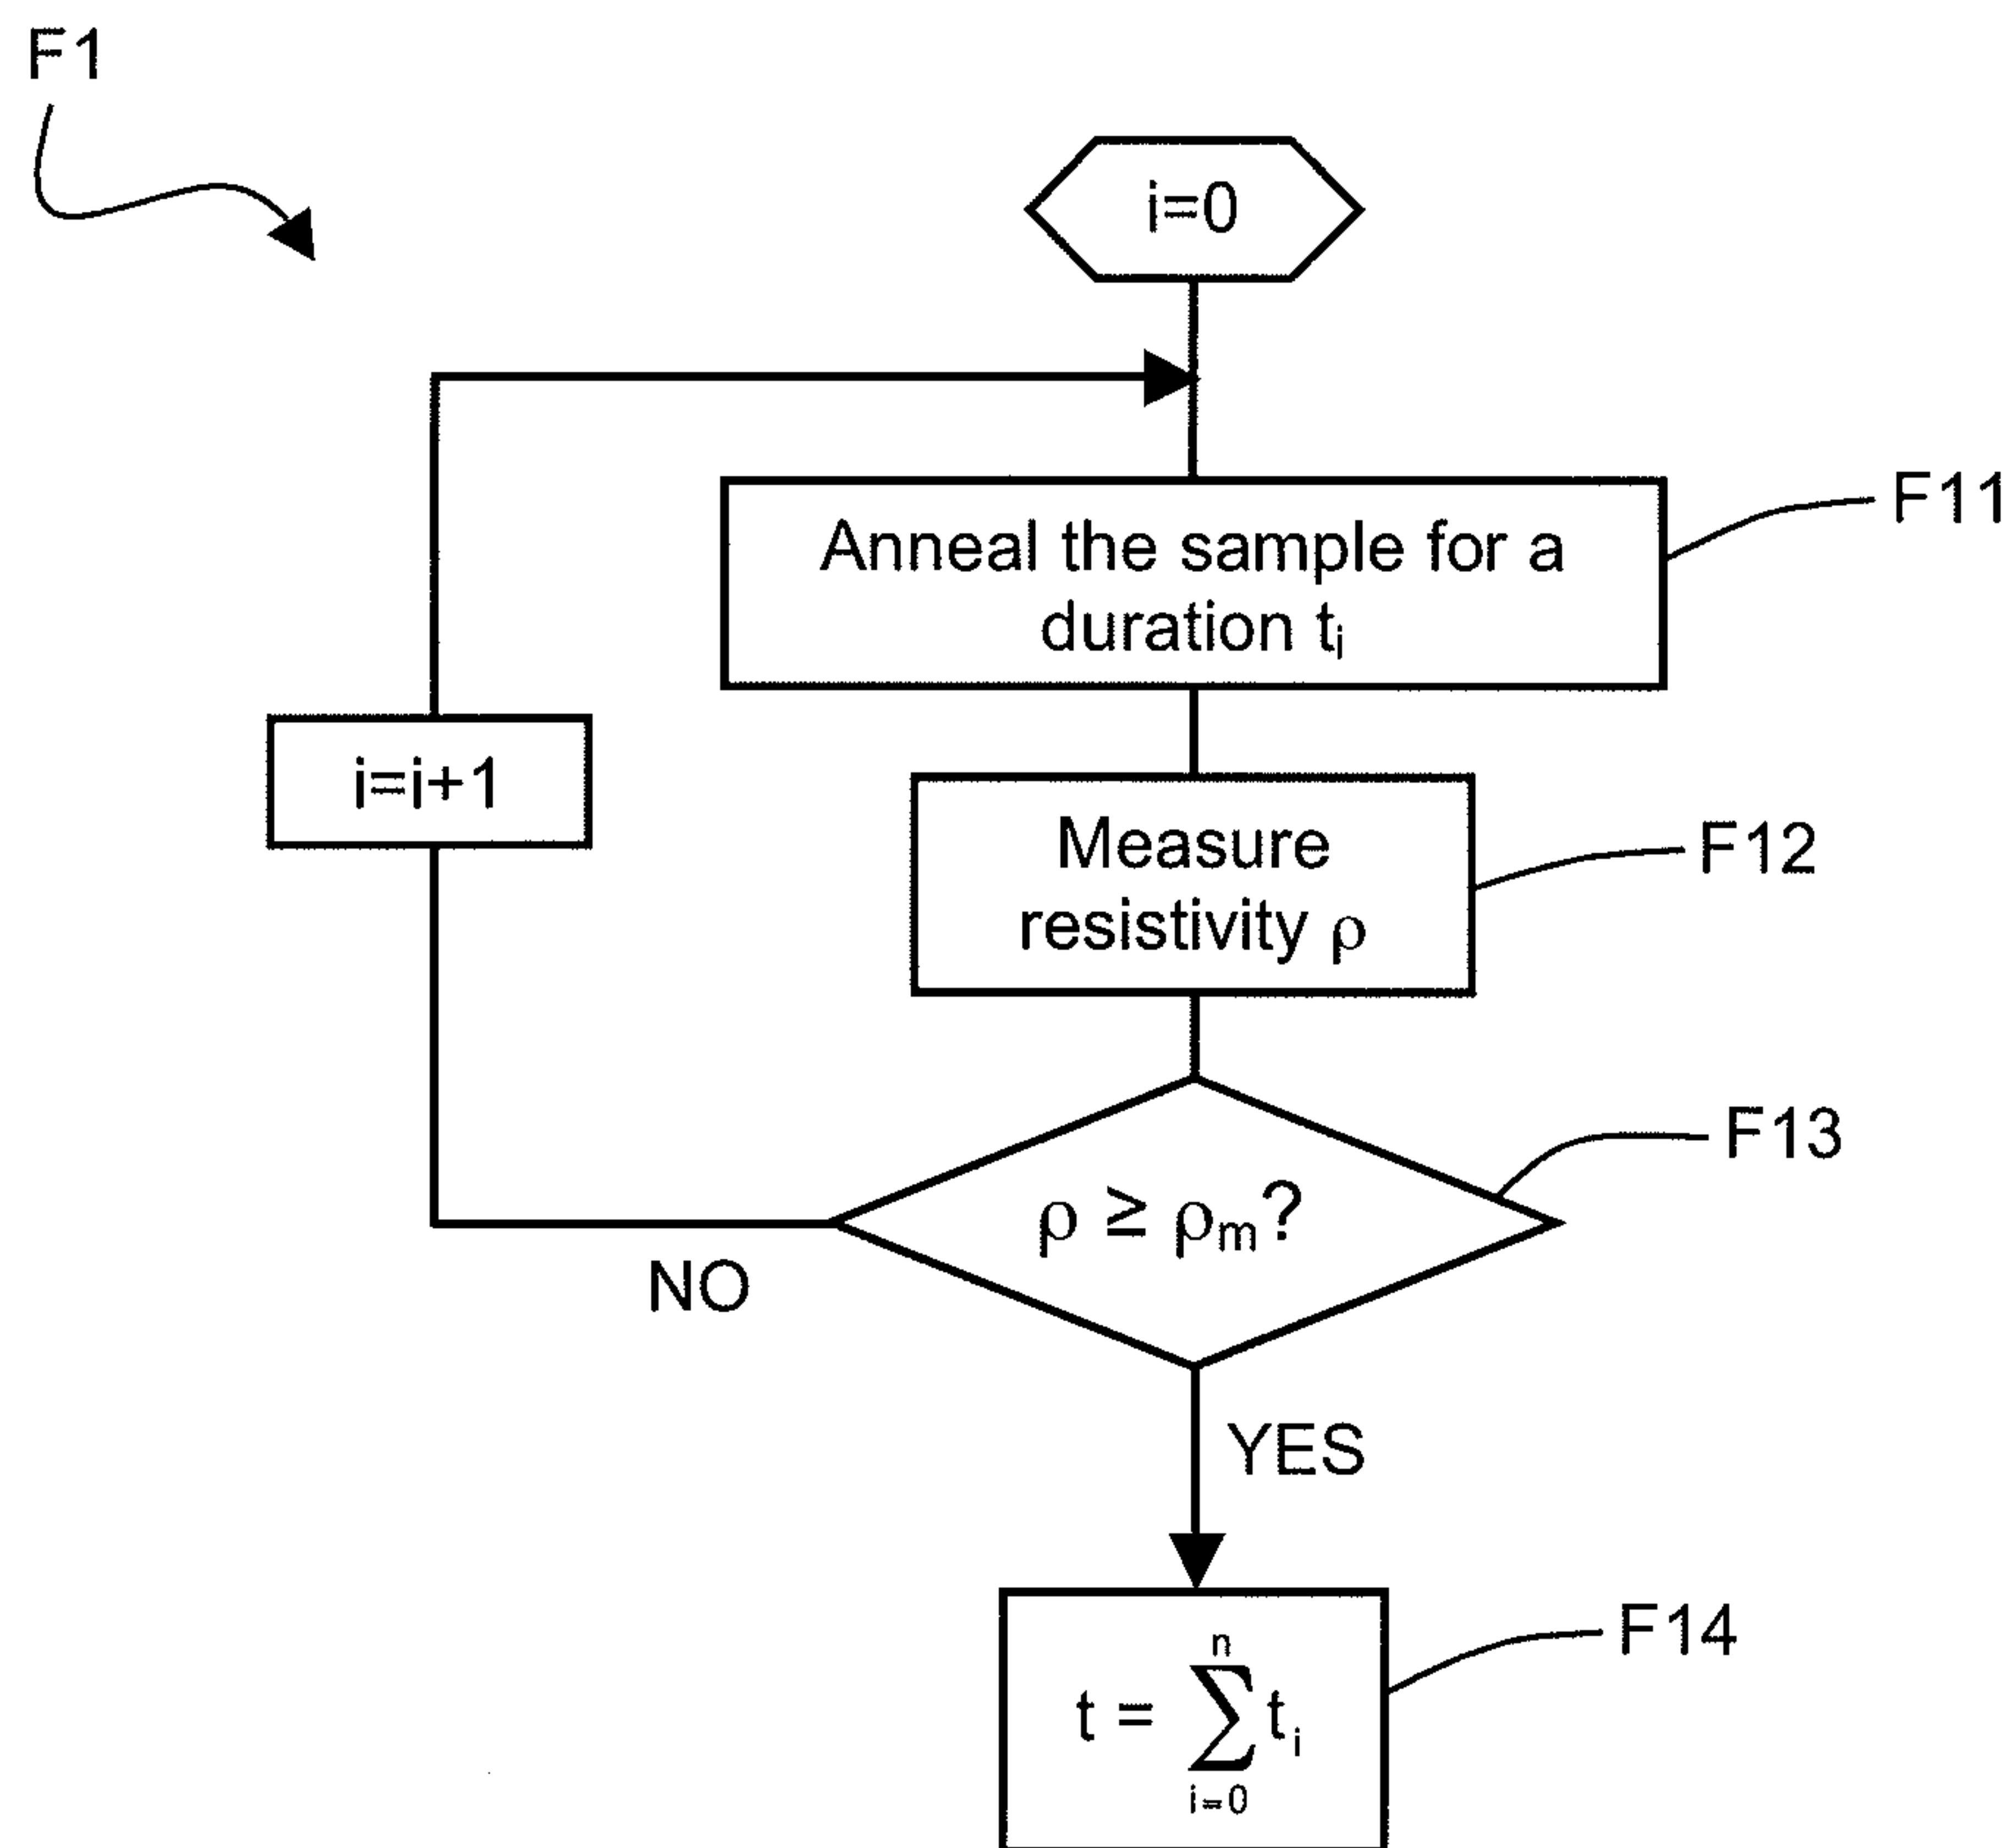 F1
i=0
Anneal the sample for a
duration tᵢ
F11
i=i+1
Measure
resistivity ρ
F12
ρ ≥ ρₘ?
F13
NO
YES
n
t = ∑ tᵢ
i=0
F14